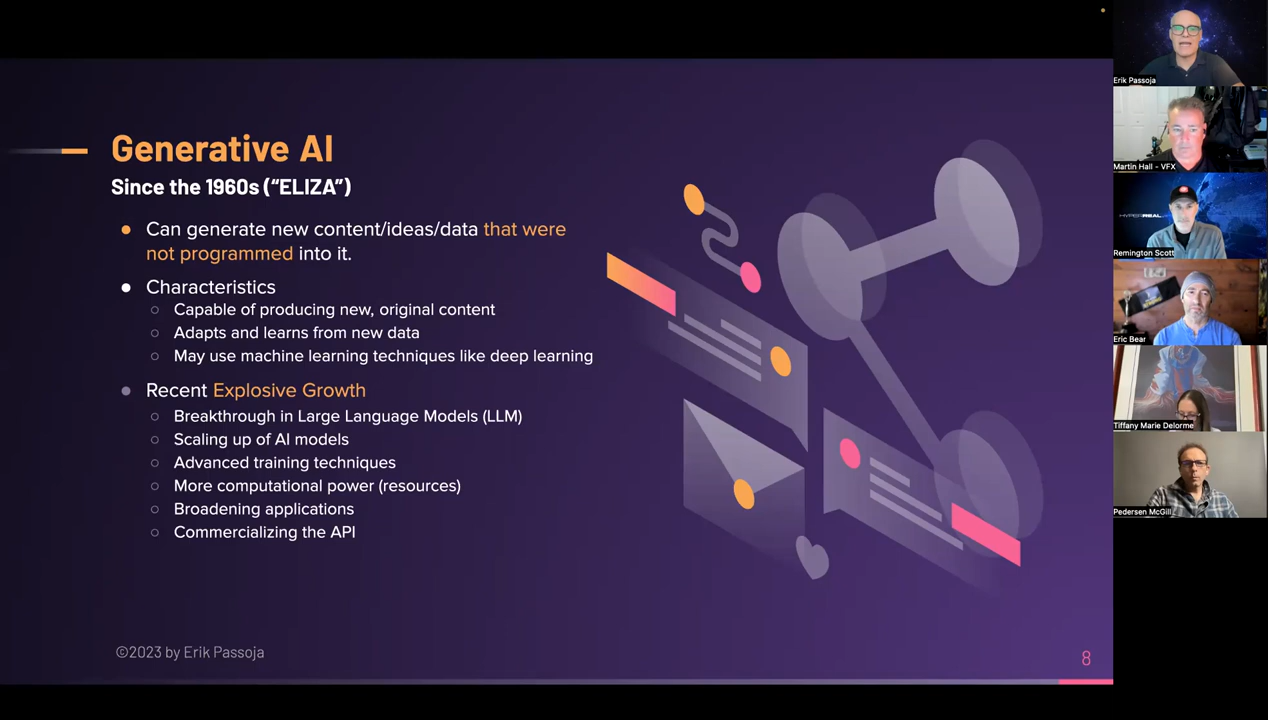 Generative AI
Since the 1960s (“ELIZA”)
● Can generate new content/ideas/data that were
not programmed into it.
● Characteristics
○ Capable of producing new, original content
○ Adapts and learns from new data
○ May use machine learning techniques like deep learning
● Recent Explosive Growth
○ Breakthrough in Large Language Models (LLM)
○ Scaling up of AI models
○ Advanced training techniques
○ More computational power (resources)
○ Broadening applications
○ Commercializing the API
©2023 by Erik Passoja
8
Erik Passoja
Martin Hall - VFX
HYPERREAL
Remington Scott
Eric Bear
Tiffany Marie Delorme
Pedersen McGill